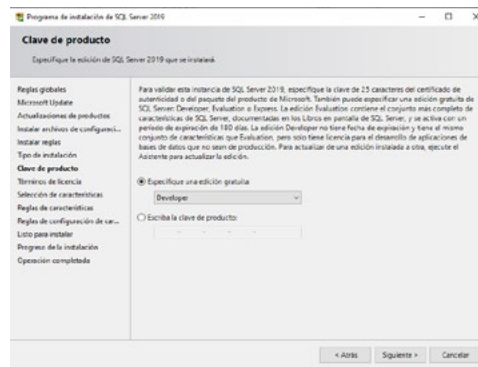 Programa de instalación de SQL Server 2019
Clave de producto
Especifique la edición de SQL Server 2019 que se instalará.
Reglas globales
Microsoft Update
Actualizaciones de productos
Instalar archivos de configuraci...
Instalar reglas
Tipo de instalación
Clave de producto
Términos de licencia
Selección de características
Reglas de características
Reglas de configuración de car...
Listo para instalar
Progreso de la instalación
Operación completada
Para validar esta instancia de SQL Server 2019, especifique la clave de 25 caracteres del certificado de
autenticidad o del paquete del producto de Microsoft. También puede especificar una edición gratuita de
SQL Server: Developer, Evaluation o Express. La edición Evaluation contiene el conjunto más completo de
características de SQL Server, documentadas en los Libros en pantalla de SQL Server, y se activa con un
período de expiración de 180 días. La edición Developer no tiene fecha de expiración y tiene el mismo
conjunto de características que Evaluation, pero solo tiene licencia para el desarrollo de aplicaciones de
bases de datos que no sean de producción. Para actualizar de una edición instalada a otra, ejecute el
Asistente para actualizar la edición.
Especifique una edición gratuita:
Developer
Escriba la clave de producto:
< Atrás
Siguiente >
Cancelar